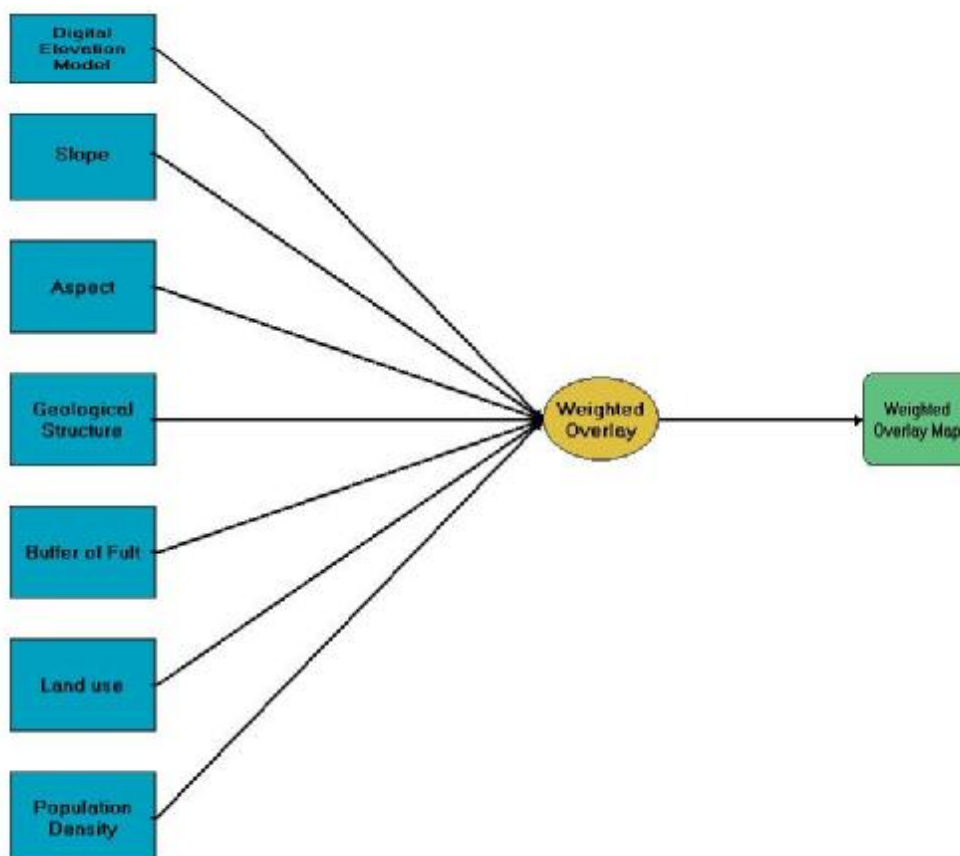 Digital
Elevation
Model
Slope
Aspect
Geological
Structure
Buffer of Fult
Land use
Population
Density
Weighted
Overlay
Weighted
Overlay Map